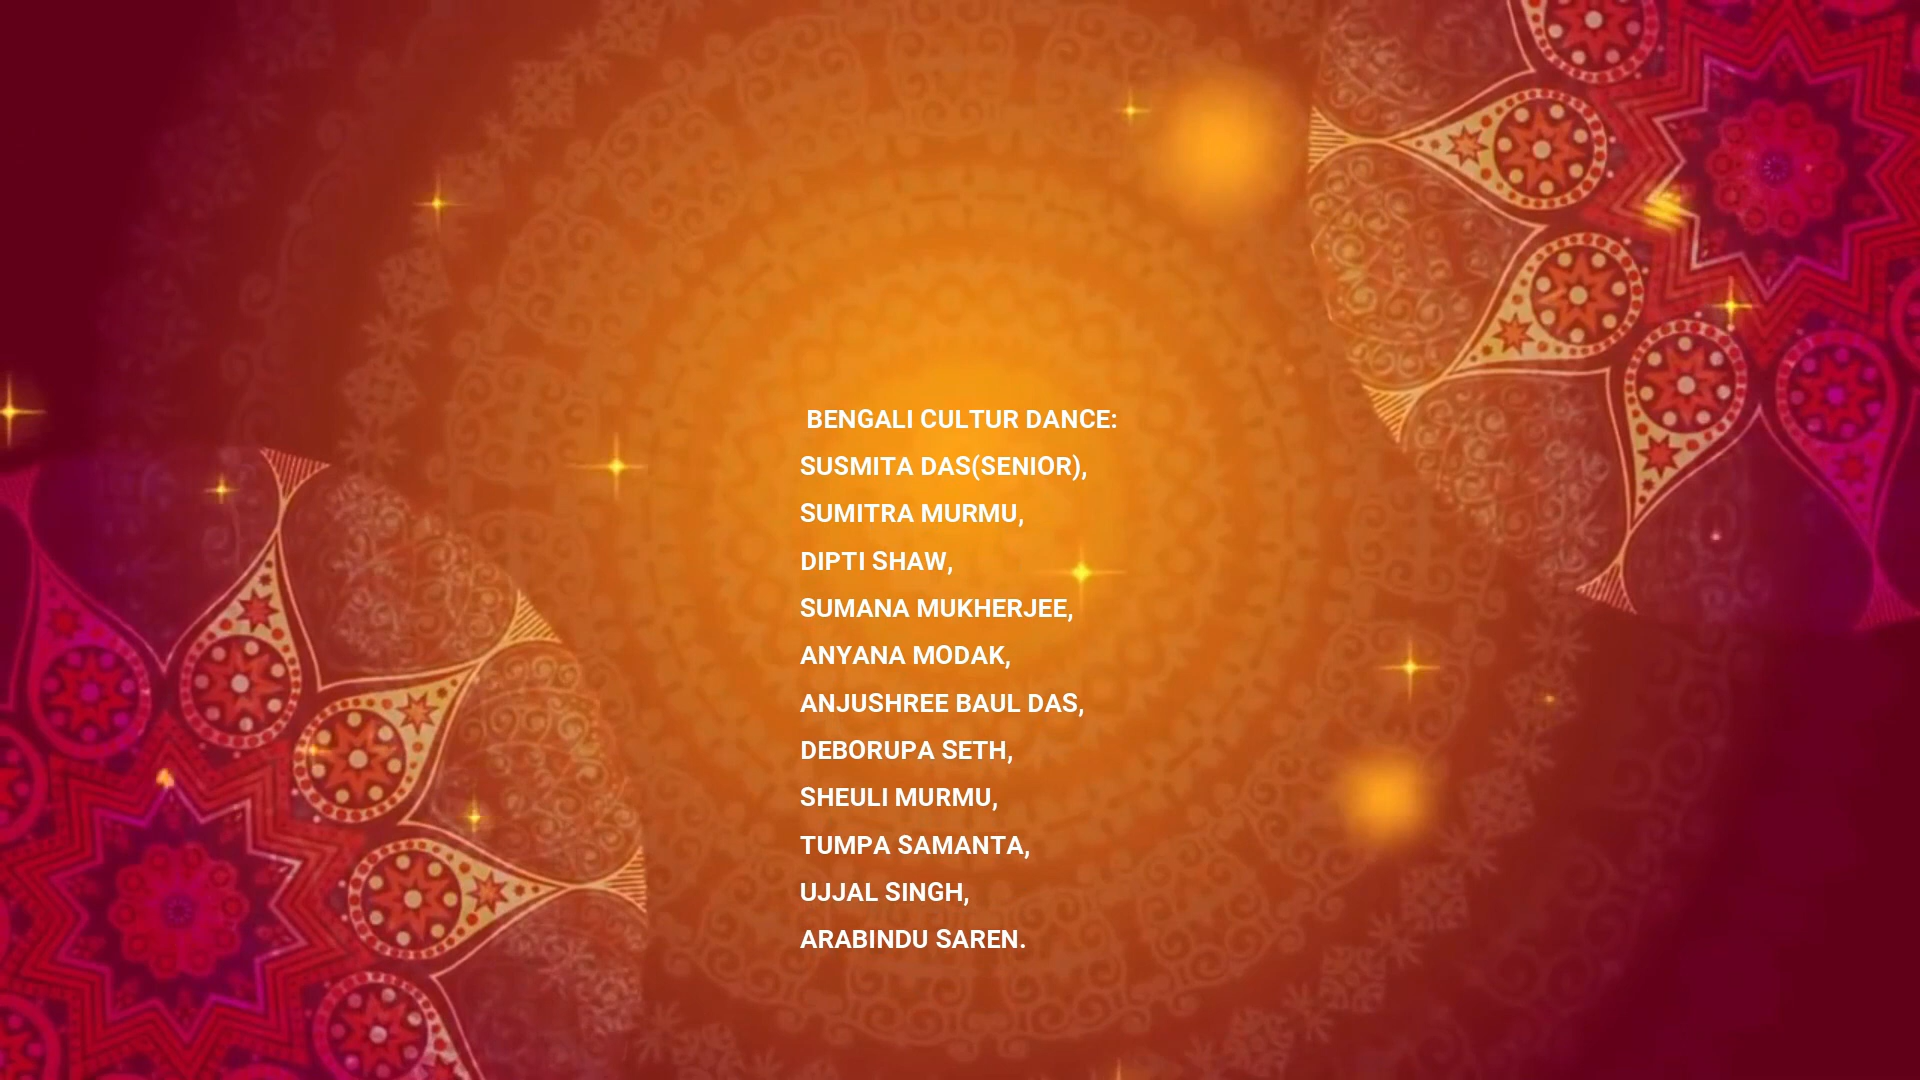 BENGALI CULTUR DANCE:
SUSMITA DAS(SENIOR),
SUMITRA MURMU,
DIPTI SHAW,
SUMANA MUKHERJEE,
ANYANA MODAK,
ANJUSHREE BAUL DAS,
DEBORUPA SETH,
SHEULI MURMU,
TUMPA SAMANTA,
UJJAL SINGH,
ARABINDU SAREN.